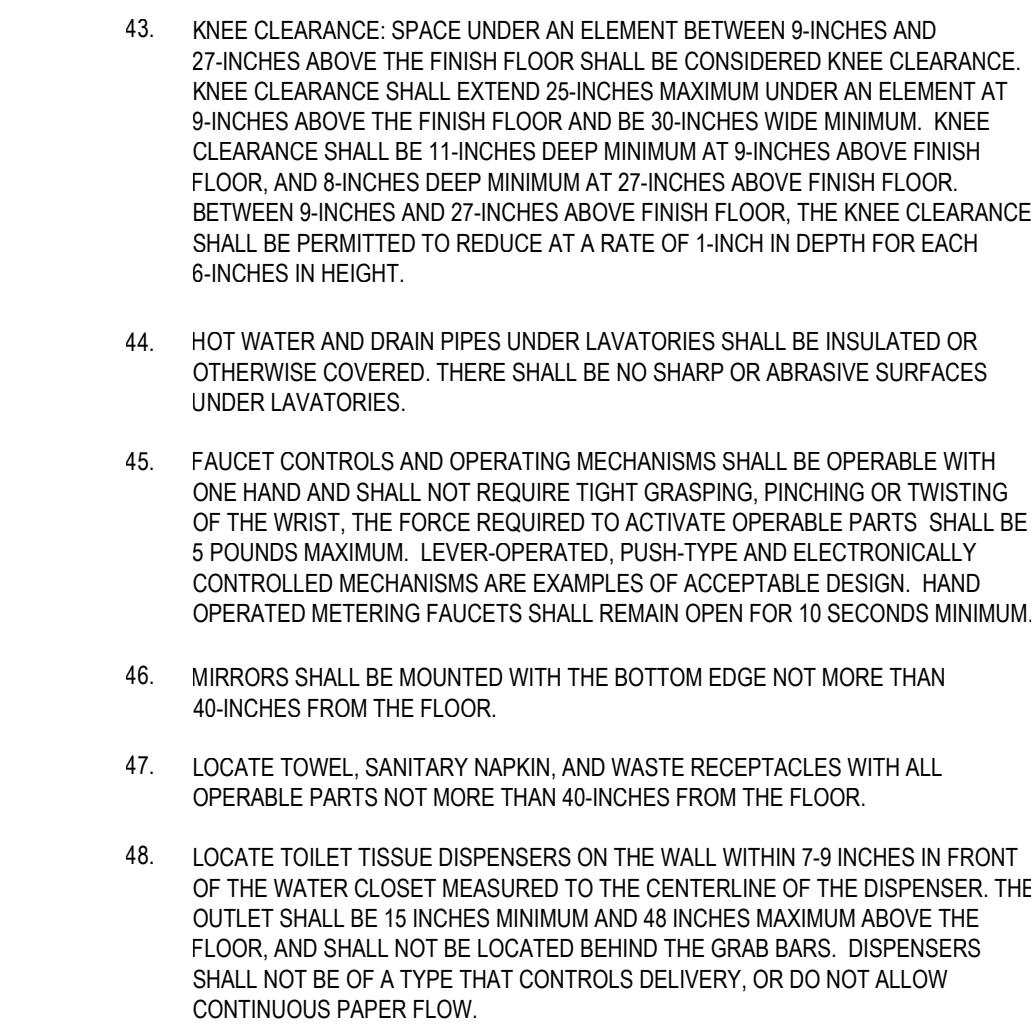 43. KNEE CLEARANCE: SPACE UNDER AN ELEMENT BETWEEN 9-INCHES AND
27-INCHES ABOVE THE FINISH FLOOR SHALL BE CONSIDERED KNEE CLEARANCE.
KNEE CLEARANCE SHALL EXTEND 25-INCHES MAXIMUM UNDER AN ELEMENT AT
9-INCHES ABOVE THE FINISH FLOOR AND BE 30-INCHES WIDE MINIMUM.  KNEE
CLEARANCE SHALL BE 11-INCHES DEEP MINIMUM AT 9-INCHES ABOVE FINISH
FLOOR, AND 8-INCHES DEEP MINIMUM AT 27-INCHES ABOVE FINISH FLOOR.
BETWEEN 9-INCHES AND 27-INCHES ABOVE FINISH FLOOR, THE KNEE CLEARANCE
SHALL BE PERMITTED TO REDUCE AT A RATE OF 1-INCH IN DEPTH FOR EACH
6-INCHES IN HEIGHT.
44. HOT WATER AND DRAIN PIPES UNDER LAVATORIES SHALL BE INSULATED OR
OTHERWISE COVERED. THERE SHALL BE NO SHARP OR ABRASIVE SURFACES
UNDER LAVATORIES.
45. FAUCET CONTROLS AND OPERATING MECHANISMS SHALL BE OPERABLE WITH
ONE HAND AND SHALL NOT REQUIRE TIGHT GRASPING, PINCHING OR TWISTING
OF THE WRIST, THE FORCE REQUIRED TO ACTIVATE OPERABLE PARTS  SHALL BE
5 POUNDS MAXIMUM.  LEVER-OPERATED, PUSH-TYPE AND ELECTRONICALLY
CONTROLLED MECHANISMS ARE EXAMPLES OF ACCEPTABLE DESIGN.  HAND
OPERATED METERING FAUCETS SHALL REMAIN OPEN FOR 10 SECONDS MINIMUM.
46. MIRRORS SHALL BE MOUNTED WITH THE BOTTOM EDGE NOT MORE THAN
40-INCHES FROM THE FLOOR.
47. LOCATE TOWEL, SANITARY NAPKIN, AND WASTE RECEPTACLES WITH ALL
OPERABLE PARTS NOT MORE THAN 40-INCHES FROM THE FLOOR.
48. LOCATE TOILET TISSUE DISPENSERS ON THE WALL WITHIN 7-9 INCHES IN FRONT
OF THE WATER CLOSET MEASURED TO THE CENTERLINE OF THE DISPENSER. THE
OUTLET SHALL BE 15 INCHES MINIMUM AND 48 INCHES MAXIMUM ABOVE THE
FLOOR, AND SHALL NOT BE LOCATED BEHIND THE GRAB BARS.  DISPENSERS
SHALL NOT BE OF A TYPE THAT CONTROLS DELIVERY, OR DO NOT ALLOW
CONTINUOUS PAPER FLOW.